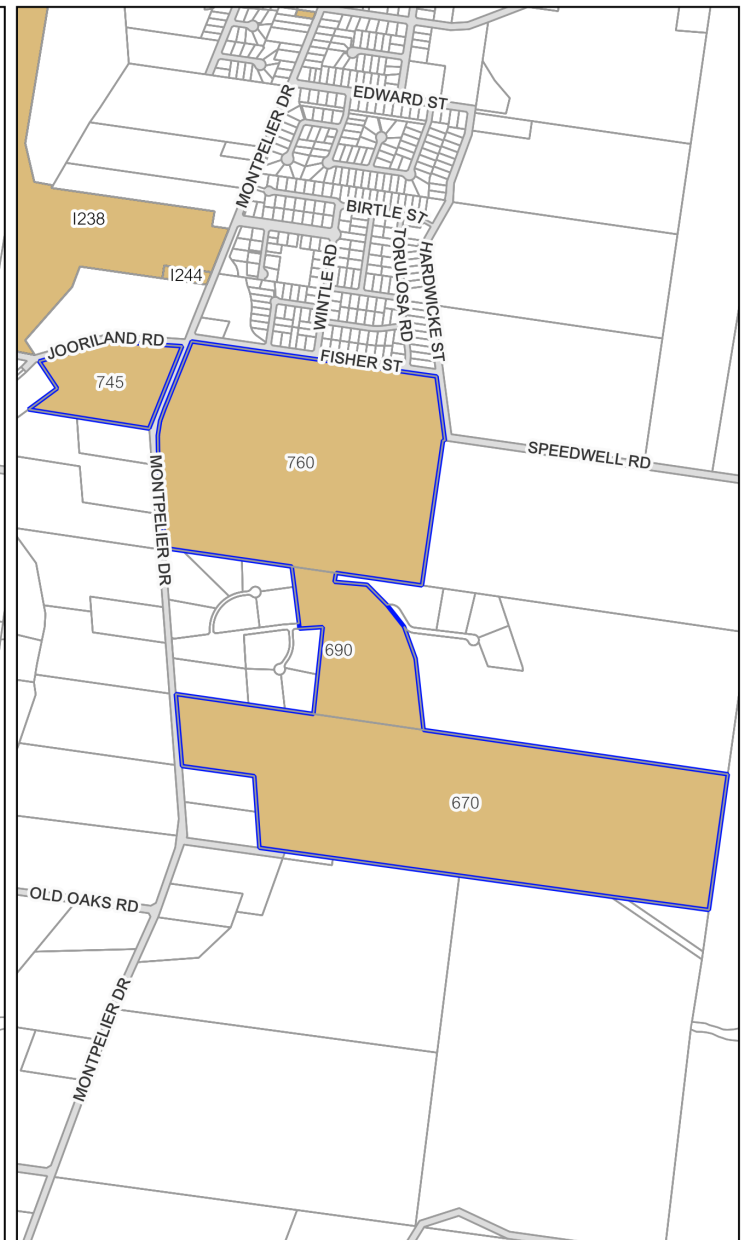 EDWARD ST
MONTPELIER DR
BIRTLE ST
I238
TORULOSA RD
HARDWICKE ST
WINTLE RD
I244
JOORILAND RD
FISHER ST
745
760
SPEEDWELL RD
MONTPELIER DR
690
670
OLD OAKS RD
MONTPELIER DR